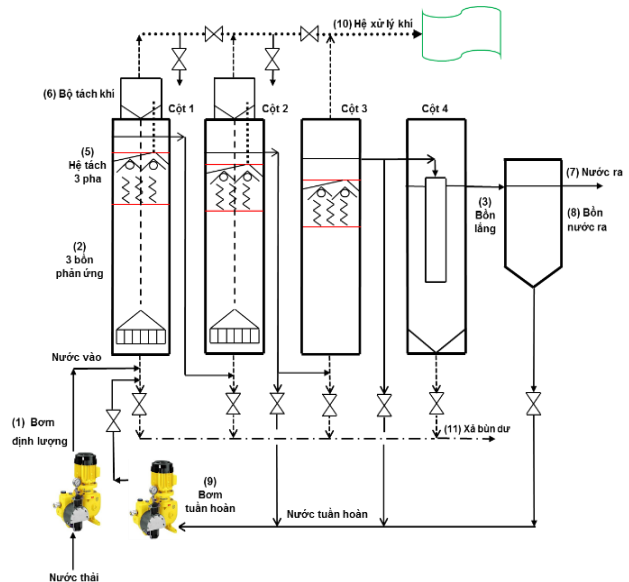 (10) Hệ xử lý khí
(6) Bộ tách khí
Cột 1
Cột 2
Cột 3
Cột 4
(5)
Hệ tách
3 pha
(7) Nước ra
(3)
Bồn
lắng
(8) Bồn
nước ra
(2)
3 bồn
phản ứng
Nước vào
(1) Bơm
định lượng
(11) Xả bùn dư
(9)
Bơm
tuần hoàn
Nước tuần hoàn
Nước thải